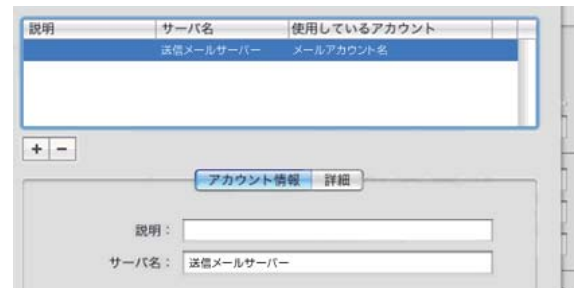 説明 サーバ名 使用しているアカウント
送信メールサーバー メールアカウント名
+ −
アカウント情報 詳細
説明：
サーバ名： 送信メールサーバー